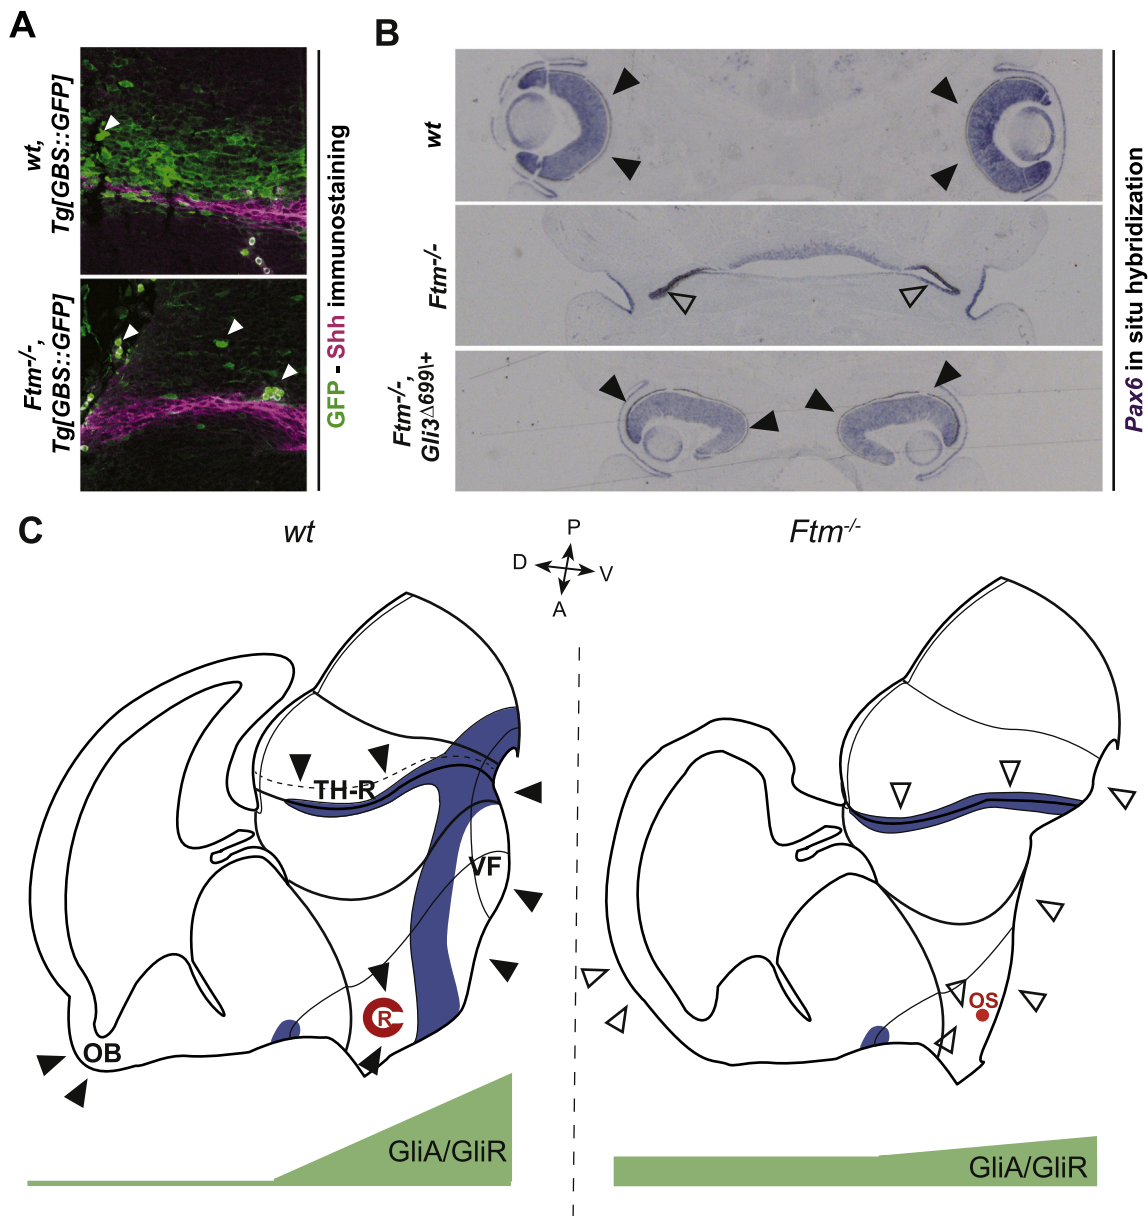 A
wt,
Tg[GBS::GFP]
Ftm-/-,
Tg[GBS::GFP]
GFP - Shh immunostaining
B
wt
Ftm-/-
Ftm-/-,
Gli3Δ699\+
Pax6 in situ hybridization
C
wt
Ftm-/-
P
D
V
A
TH-R
VF
R
OB
OS
GliA/GliR
GliA/GliR